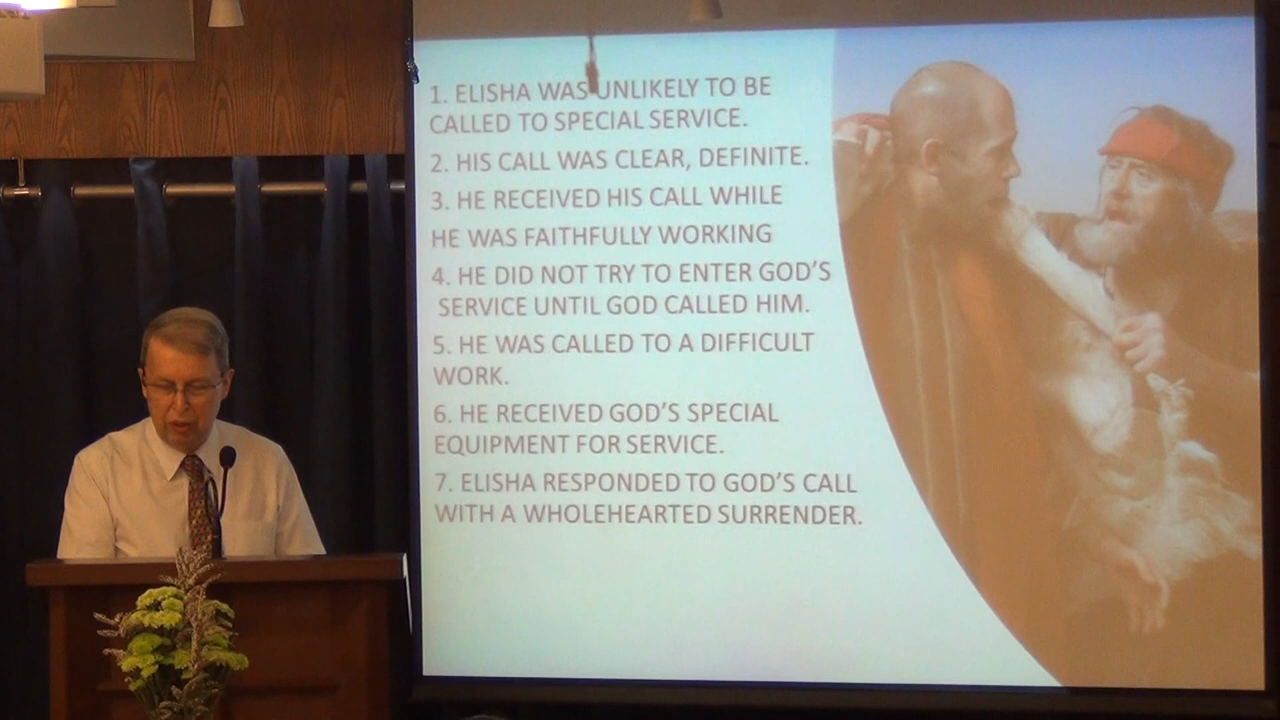 1. ELISHA WAS UNLIKELY TO BE
CALLED TO SPECIAL SERVICE.
2. HIS CALL WAS CLEAR, DEFINITE.
3. HE RECEIVED HIS CALL WHILE
HE WAS FAITHFULLY WORKING
4. HE DID NOT TRY TO ENTER GOD'S
SERVICE UNTIL GOD CALLED HIM.
5. HE WAS CALLED TO A DIFFICULT
WORK.
6. HE RECEIVED GOD'S SPECIAL
EQUIPMENT FOR SERVICE.
7. ELISHA RESPONDED TO GOD'S CALL
WITH A WHOLEHEARTED SURRENDER.